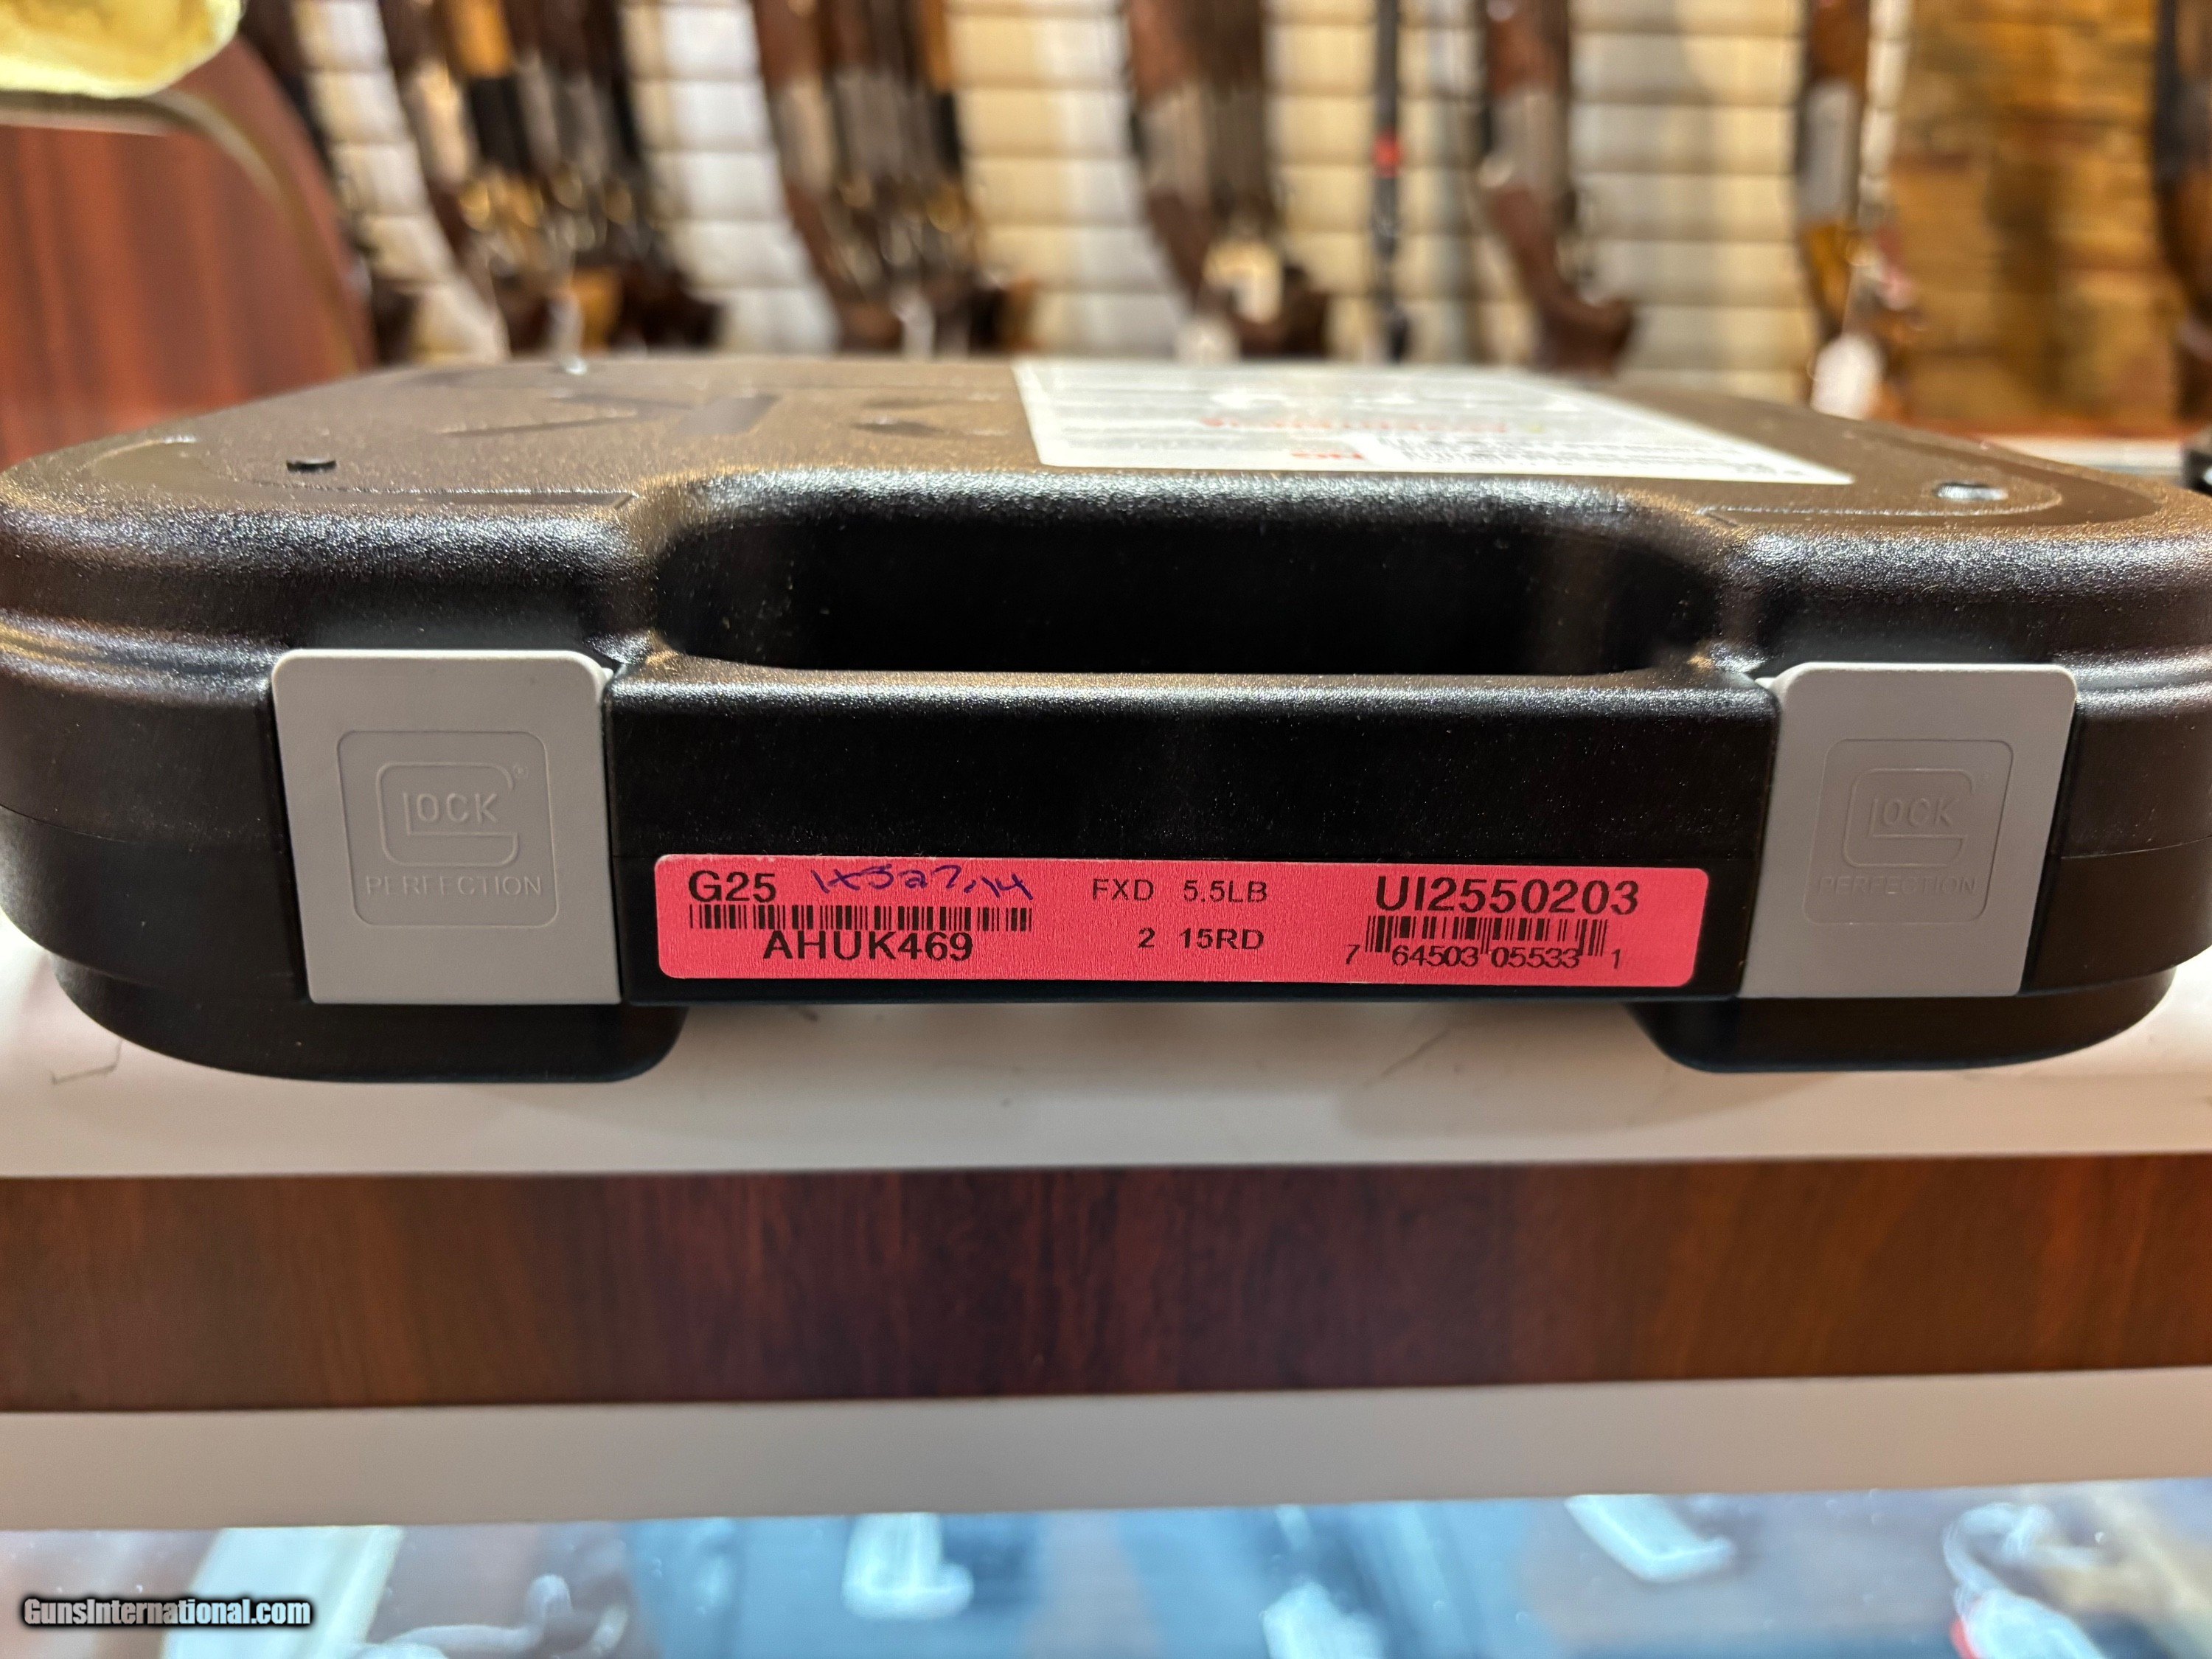 GLOCK®
PERFECTION
GLOCK
PERFECTION
G25 FXD 5.5LB UI2550203
AHUK469 2 15RD 7 64503 05533 1
GunsInternational.com